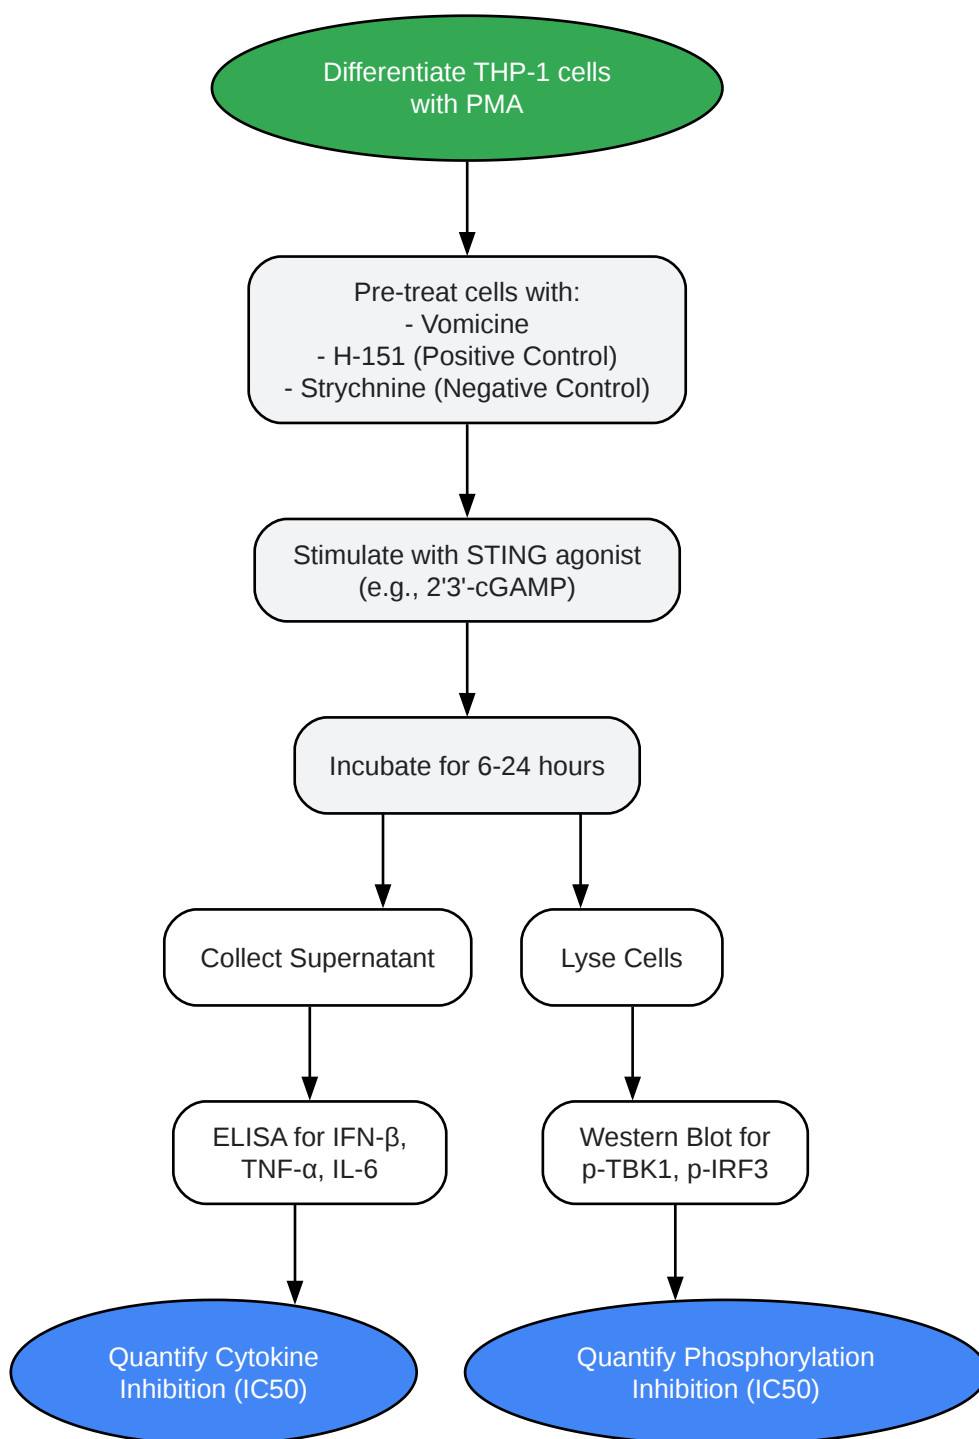 Differentiate THP-1 cells
with PMA
Pre-treat cells with:
- Vomicine
- H-151 (Positive Control)
- Strychnine (Negative Control)
Stimulate with STING agonist
(e.g., 2'3'-cGAMP)
Incubate for 6-24 hours
Collect Supernatant
Lyse Cells
ELISA for IFN-β,
TNF-α, IL-6
Western Blot for
p-TBK1, p-IRF3
Quantify Cytokine
Inhibition (IC50)
Quantify Phosphorylation
Inhibition (IC50)